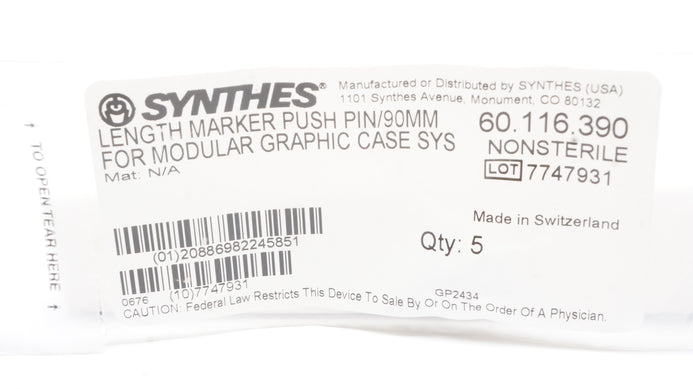 ↑ TO OPEN TEAR HERE ↑
SYNTHES®
Manufactured or Distributed by SYNTHES (USA)
1101 Synthes Avenue, Monument, CO 80132
LENGTH MARKER PUSH PIN/90MM
FOR MODULAR GRAPHIC CASE SYS
Mat: N/A
60.116.390
NONSTERILE
LOT 7747931
Made in Switzerland
Qty: 5
(01)20886982245851
0676 (10)7747931
GP2434
CAUTION: Federal Law Restricts This Device To Sale By Or On The Order Of A Physician.